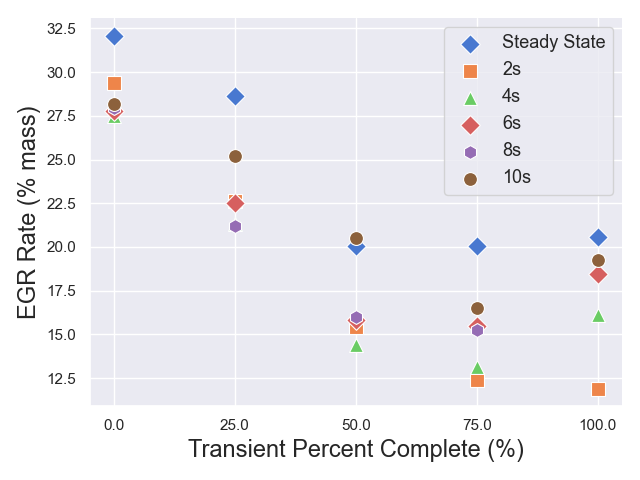 32.5
30.0
27.5
25.0
22.5
20.0
17.5
15.0
12.5
EGR Rate (% mass)
0.0 25.0 50.0 75.0 100.0
Transient Percent Complete (%)
Steady State
2s
4s
6s
8s
10s